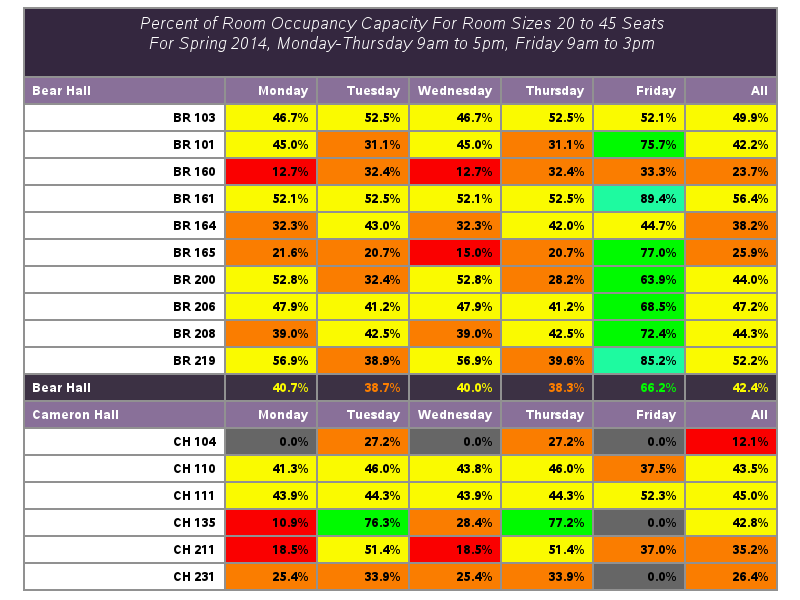 Percent of Room Occupancy Capacity For Room Sizes 20 to 45 Seats
For Spring 2014, Monday-Thursday 9am to 5pm, Friday 9am to 3pm
Bear Hall Monday Tuesday Wednesday Thursday Friday All
BR 103 46.7% 52.5% 46.7% 52.5% 52.1% 49.9%
BR 101 45.0% 31.1% 45.0% 31.1% 75.7% 42.2%
BR 160 12.7% 32.4% 12.7% 32.4% 33.3% 23.7%
BR 161 52.1% 52.5% 52.1% 52.5% 89.4% 56.4%
BR 164 32.3% 43.0% 32.3% 42.0% 44.7% 38.2%
BR 165 21.6% 20.7% 15.0% 20.7% 77.0% 25.9%
BR 200 52.8% 32.4% 52.8% 28.2% 63.9% 44.0%
BR 206 47.9% 41.2% 47.9% 41.2% 68.5% 47.2%
BR 208 39.0% 42.5% 39.0% 42.5% 72.4% 44.3%
BR 219 56.9% 38.9% 56.9% 39.6% 85.2% 52.2%
Bear Hall 40.7% 38.7% 40.0% 38.3% 66.2% 42.4%
Cameron Hall Monday Tuesday Wednesday Thursday Friday All
CH 104 0.0% 27.2% 0.0% 27.2% 0.0% 12.1%
CH 110 41.3% 46.0% 43.8% 46.0% 37.5% 43.5%
CH 111 43.9% 44.3% 43.9% 44.3% 52.3% 45.0%
CH 135 10.9% 76.3% 28.4% 77.2% 0.0% 42.8%
CH 211 18.5% 51.4% 18.5% 51.4% 37.0% 35.2%
CH 231 25.4% 33.9% 25.4% 33.9% 0.0% 26.4%